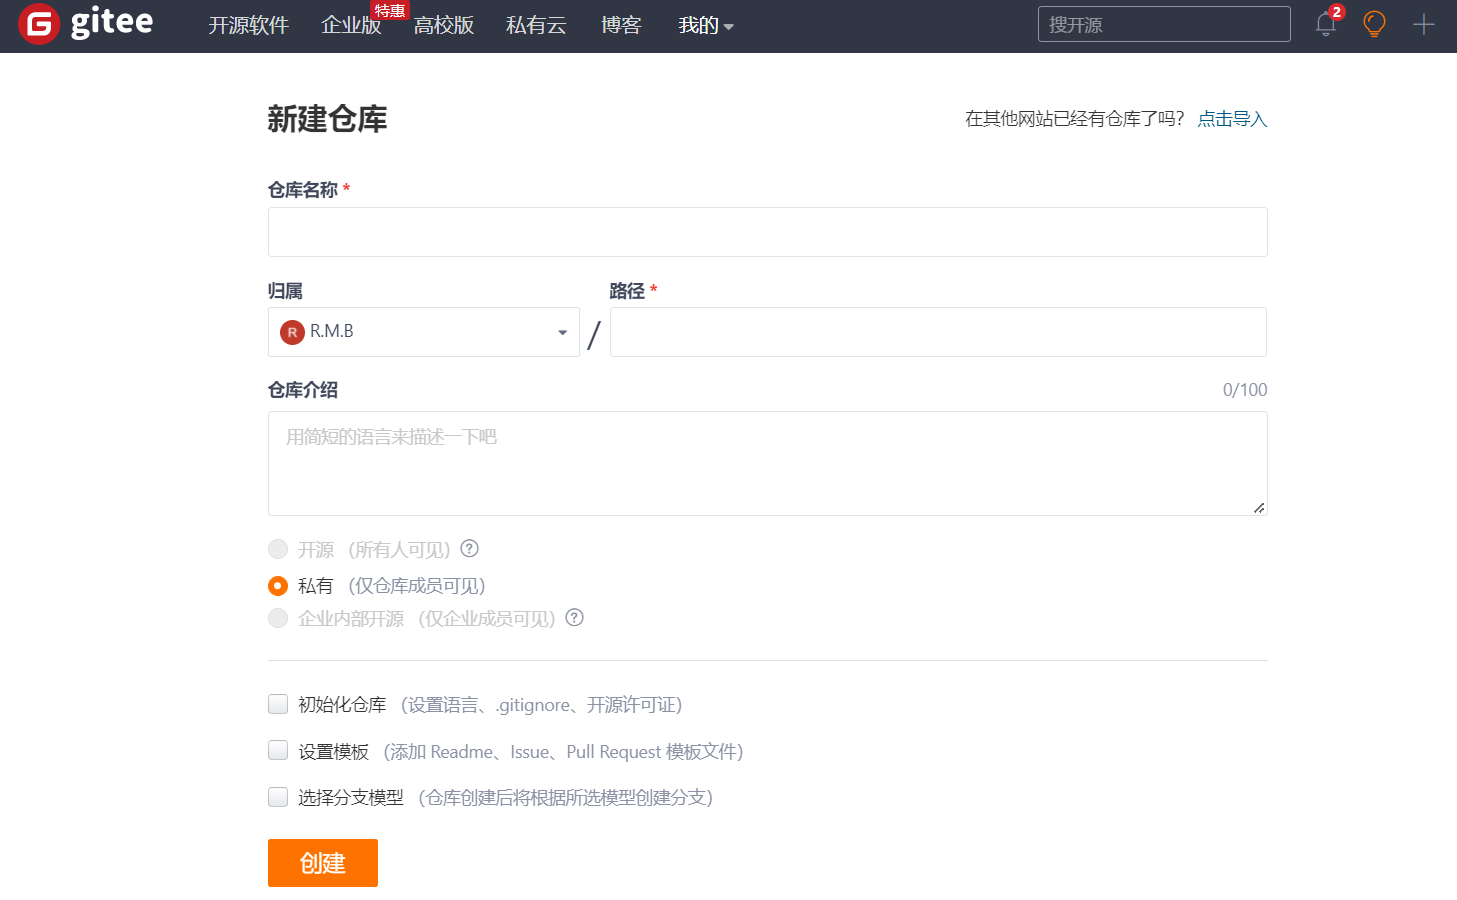 gitee 开源软件 企业版 特惠 高校版 私有云 博客 我的 搜开源 2
新建仓库 在其他网站已经有仓库了吗? 点击导入
仓库名称 *
归属 路径 *
R R.M.B /
仓库介绍 0/100
用简短的语言来描述一下吧
开源 (所有人可见) ?
私有 (仅仓库成员可见)
企业内部开源 (仅企业成员可见) ?
初始化仓库 (设置语言、.gitignore、开源许可证)
设置模板 (添加 Readme、Issue、Pull Request 模板文件)
选择分支模型 (仓库创建后将根据所选模型创建分支)
创建